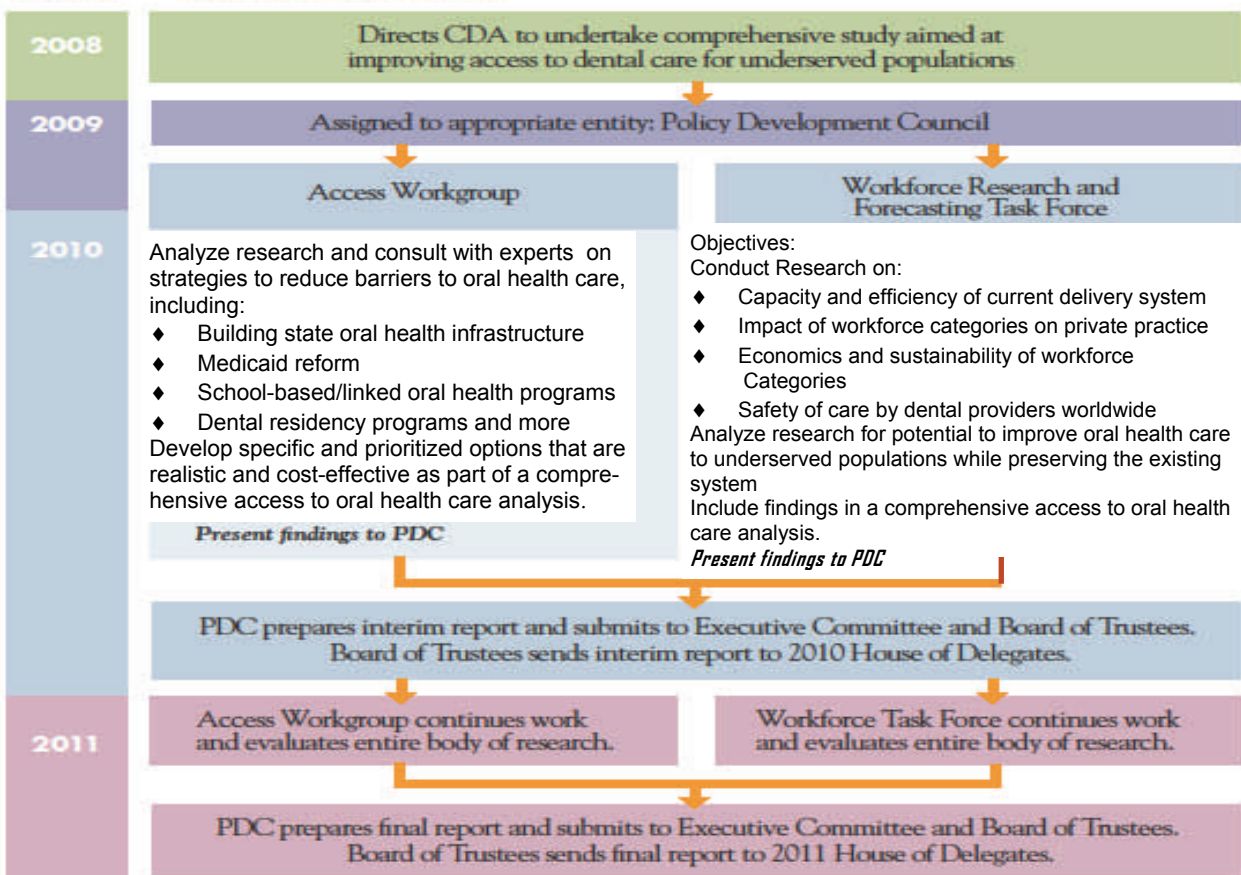 2008
Directs CDA to undertake comprehensive study aimed at
improving access to dental care for underserved populations
2009
Assigned to appropriate entity: Policy Development Council
Access Workgroup
Workforce Research and
Forecasting Task Force
2010
Analyze research and consult with experts on
strategies to reduce barriers to oral health care,
including:
♦ Building state oral health infrastructure
♦ Medicaid reform
♦ School-based/linked oral health programs
♦ Dental residency programs and more
Develop specific and prioritized options that are
realistic and cost-effective as part of a compre-
hensive access to oral health care analysis.
Present findings to PDC
Objectives:
Conduct Research on:
♦ Capacity and efficiency of current delivery system
♦ Impact of workforce categories on private practice
♦ Economics and sustainability of workforce
Categories
♦ Safety of care by dental providers worldwide
Analyze research for potential to improve oral health care
to underserved populations while preserving the existing
system
Include findings in a comprehensive access to oral health
care analysis.
Present findings to PDC
PDC prepares interim report and submits to Executive Committee and Board of Trustees.
Board of Trustees sends interim report to 2010 House of Delegates.
2011
Access Workgroup continues work
and evaluates entire body of research.
Workforce Task Force continues work
and evaluates entire body of research.
PDC prepares final report and submits to Executive Committee and Board of Trustees.
Board of Trustees sends final report to 2011 House of Delegates.